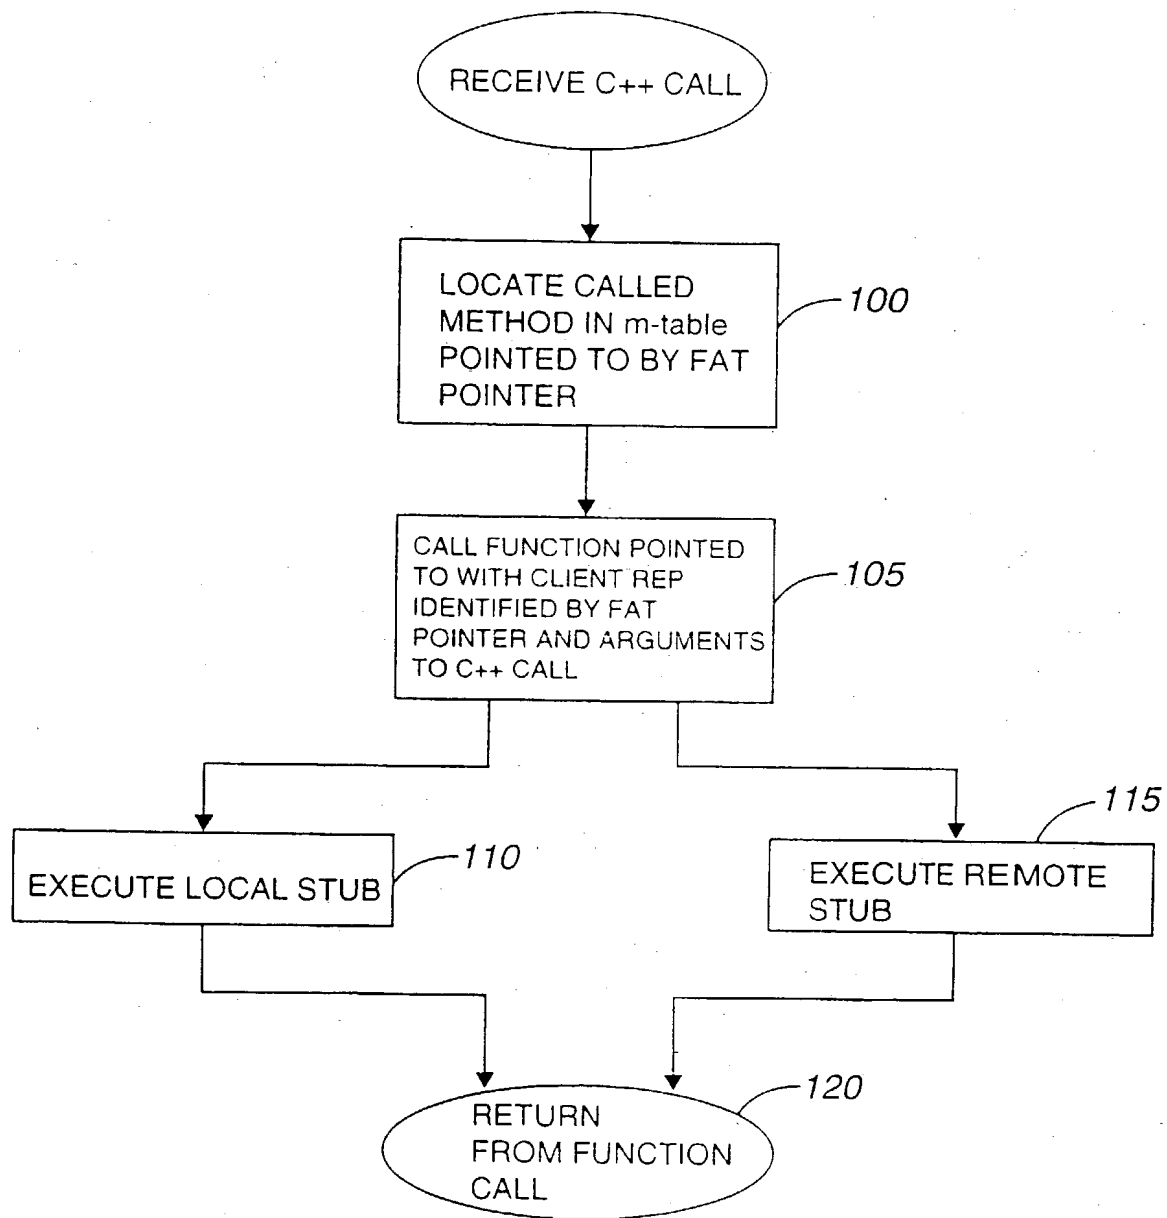 RECEIVE C++ CALL
LOCATE CALLED
METHOD IN m-table
POINTED TO BY FAT
POINTER
100
CALL FUNCTION POINTED
TO WITH CLIENT REP
IDENTIFIED BY FAT
POINTER AND ARGUMENTS
TO C++ CALL
105
EXECUTE LOCAL STUB
110
EXECUTE REMOTE
STUB
115
RETURN
FROM FUNCTION
CALL
120